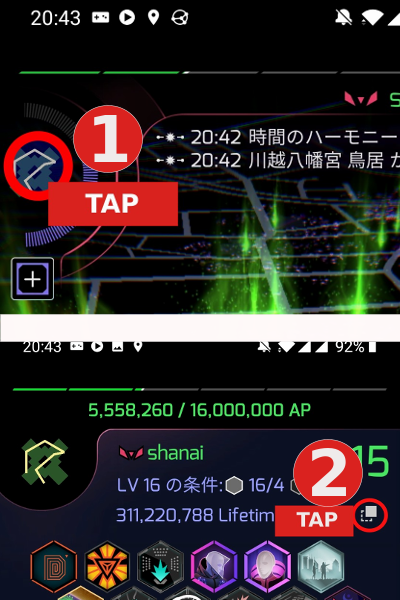 20:43
S
1
20:42 時間のハーモニー
20:42 川越八幡宮 鳥居 か
TAP
20:43
92%
5,558,260 / 16,000,000 AP
shanai
15
LV 16 の条件: 16/4
2
311,220,788 Lifetim
TAP